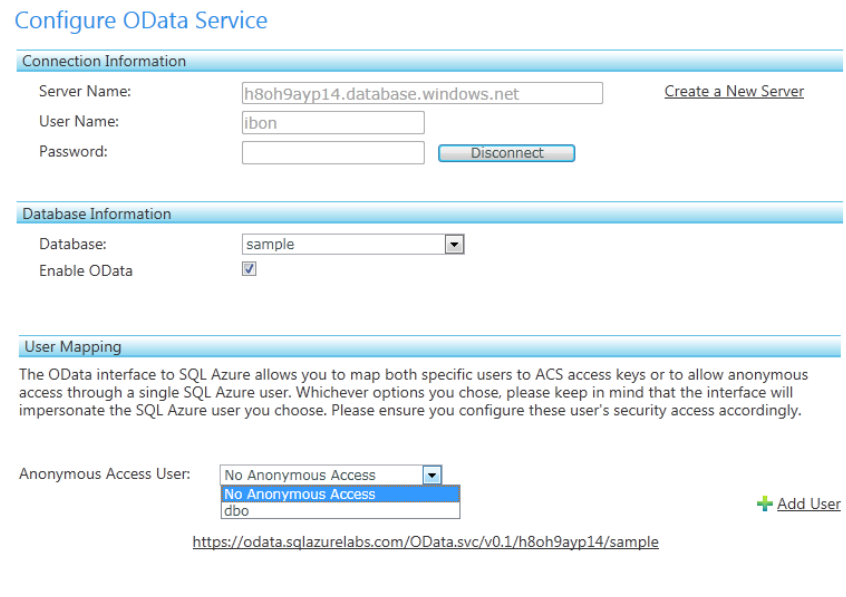 Configure OData Service
Connection Information
Server Name:
h8oh9ayp14.database.windows.net
Create a New Server
User Name:
ibon
Password:
Disconnect
Database Information
Database:
sample
Enable OData
User Mapping
The OData interface to SQL Azure allows you to map both specific users to ACS access keys or to allow anonymous
access through a single SQL Azure user. Whichever options you chose, please keep in mind that the interface will
impersonate the SQL Azure user you choose. Please ensure you configure these user's security access accordingly.
Anonymous Access User:
No Anonymous Access
No Anonymous Access
dbo
Add User
https://odata.sqlazurelabs.com/OData.svc/v0.1/h8oh9ayp14/sample